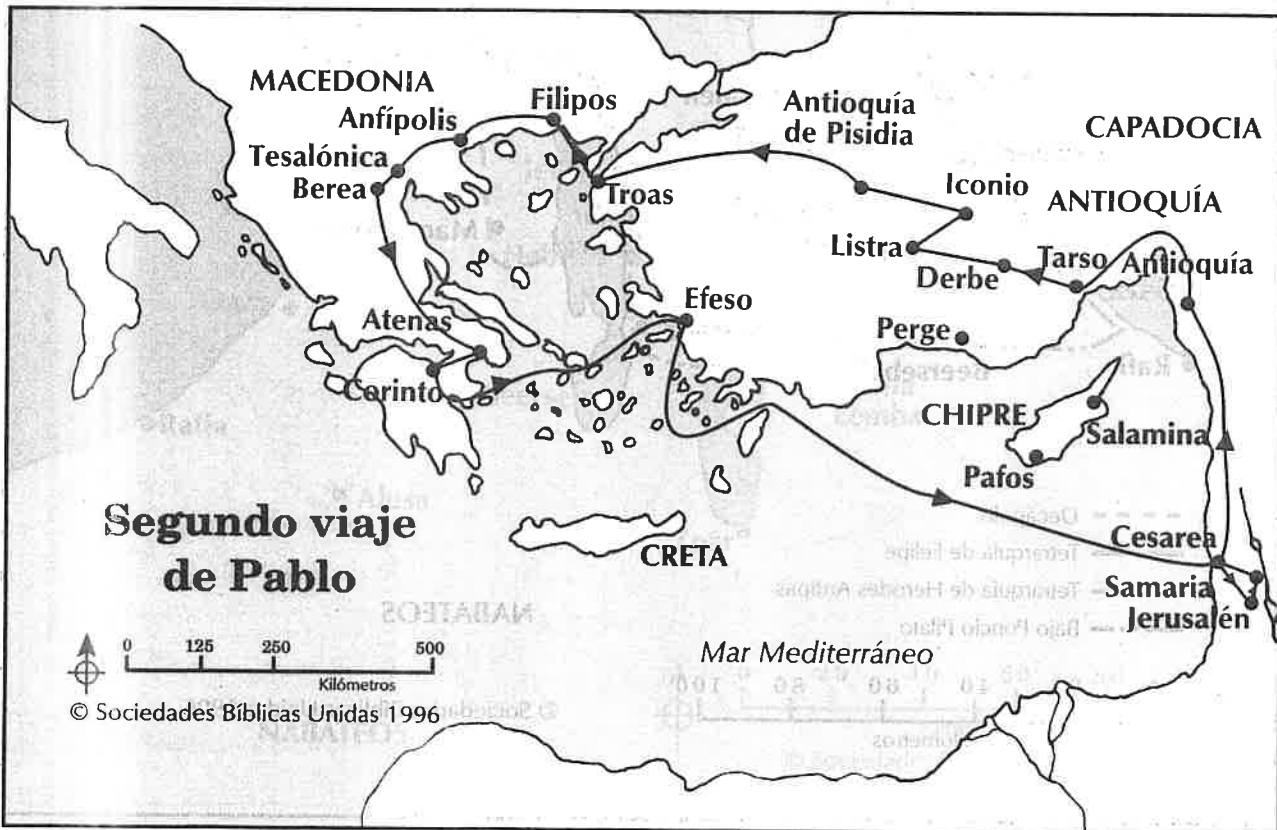 MACEDONIA
Filipos
Anfípolis
Tesalónica
Berea
Troas
Antioquía
de Pisidia
CAPADOCIA
Iconio
ANTIOQUÍA
Listra
Derbe
Tarso
Antioquía
Efeso
Atenas
Corinto
Perge
CHIPRE
Salamina
Pafos
Segundo viaje
de Pablo
CRETA
Cesarea
Samaria
Jerusalén
Mar Mediterráneo
0 125 250 500
Kilómetros
© Sociedades Bíblicas Unidas 1996
Decápolis
Tetrarquía de Felipe
Tetrarquía de Herodes Antipas
Bajo Poncio Pilato
NABATEOS